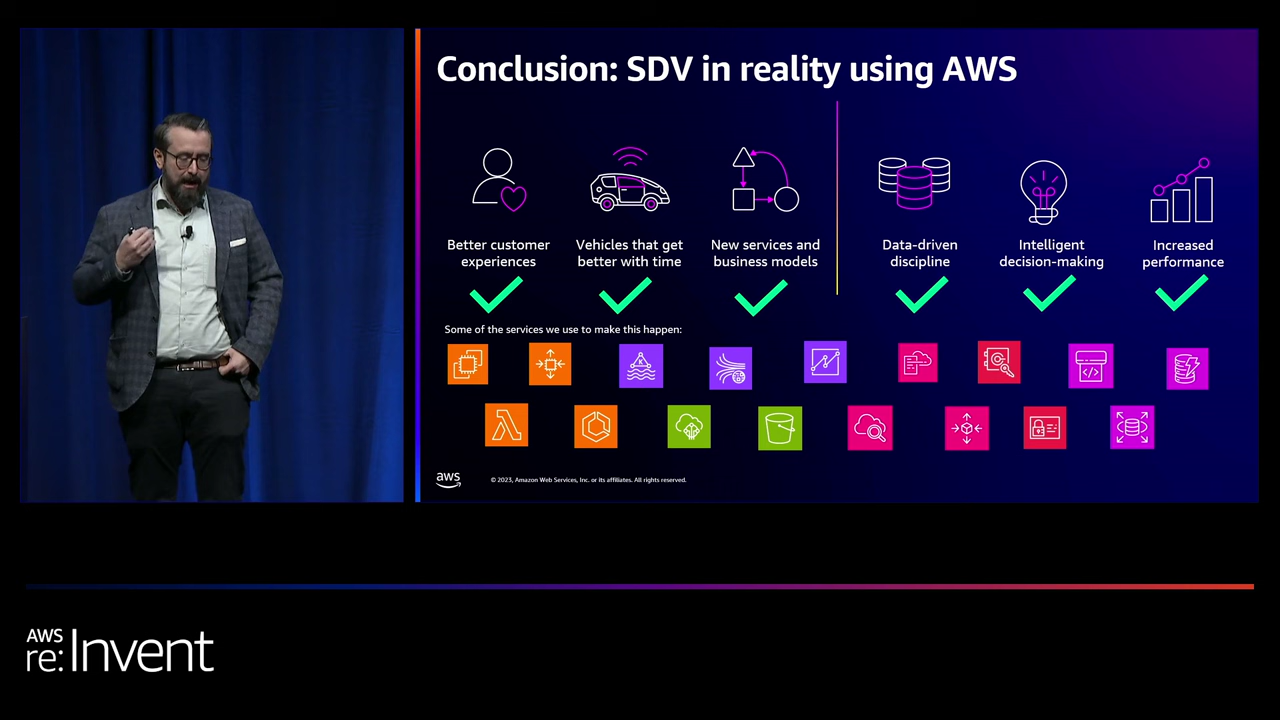 Conclusion: SDV in reality using AWS
Better customer
experiences
Vehicles that get
better with time
New services and
business models
Data-driven
discipline
Intelligent
decision-making
Increased
performance
Some of the services we use to make this happen:
aws
© 2023, Amazon Web Services, Inc. or its affiliates. All rights reserved.
AWS
re:Invent